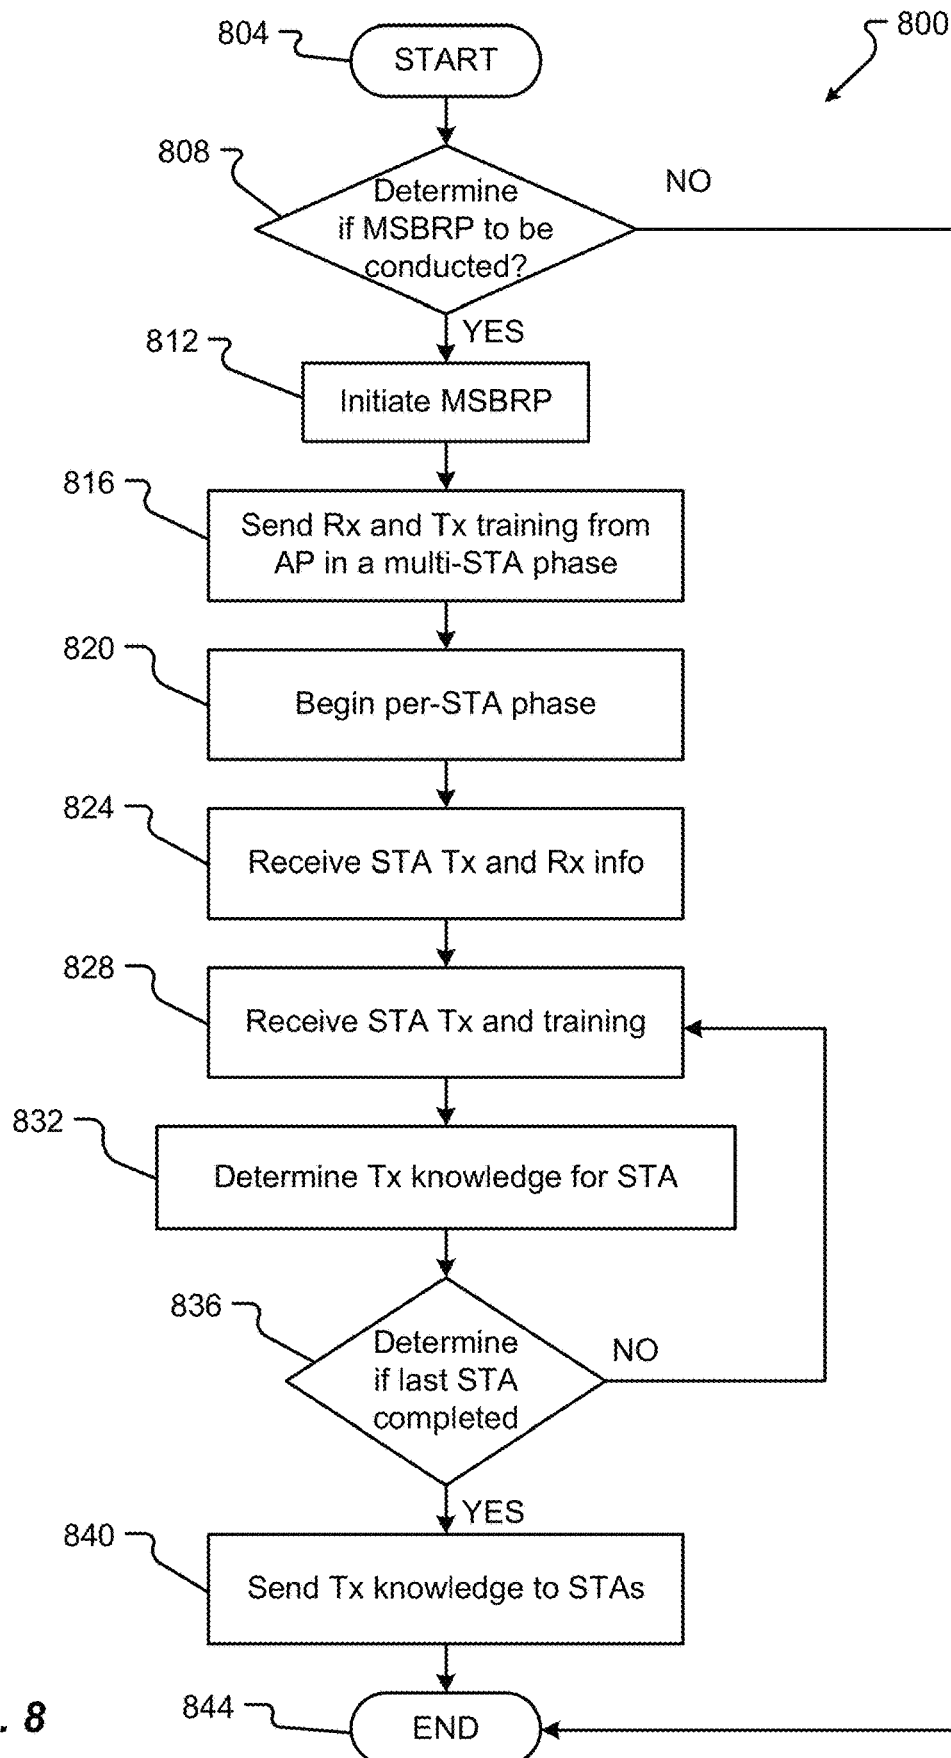 804
START
800
808
Determine
if MSBRP to be
conducted?
NO
YES
812
Initiate MSBRP
816
Send Rx and Tx training from
AP in a multi-STA phase
820
Begin per-STA phase
824
Receive STA Tx and Rx info
828
Receive STA Tx and training
832
Determine Tx knowledge for STA
836
Determine
if last STA
completed
NO
YES
840
Send Tx knowledge to STAs
. 8
844
END